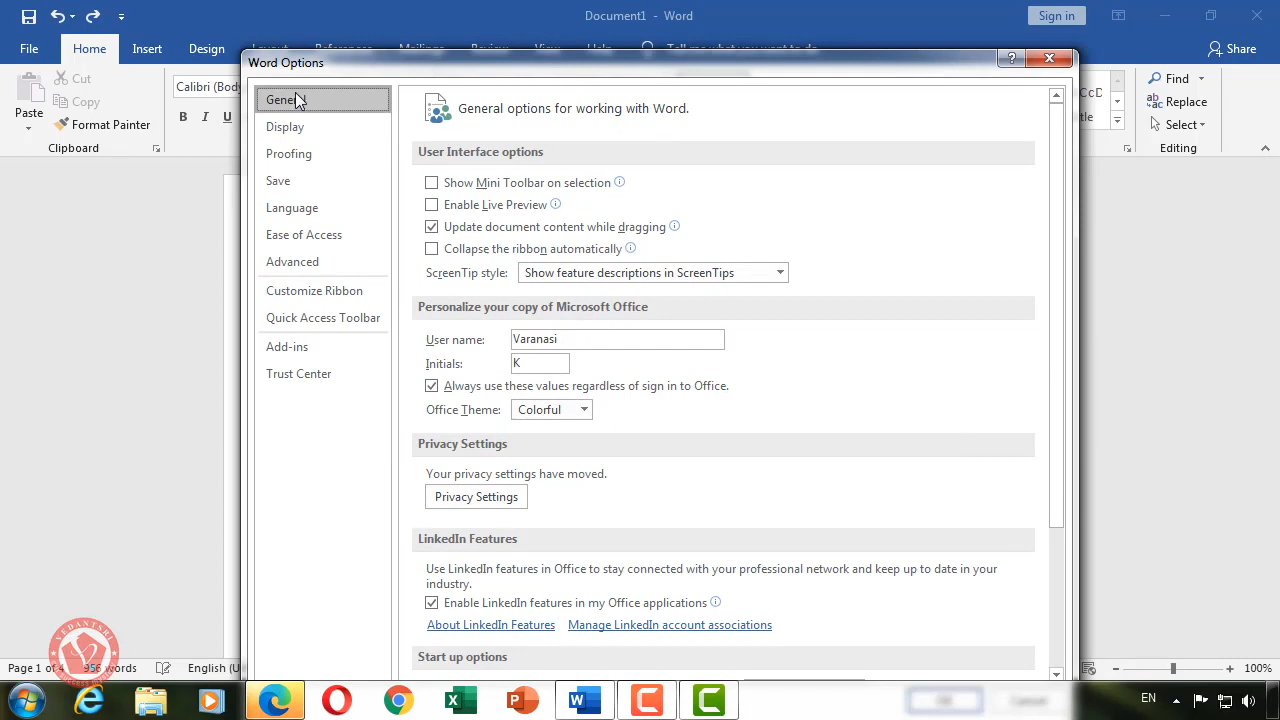 Document1 - Word
Sign in
File Home Insert Design
Share
Cut
Copy
Paste
Format Painter
Clipboard
Calibri (Body
B I U
Find
Replace
Select
Editing
Word Options
General
Display
Proofing
Save
Language
Ease of Access
Advanced
Customize Ribbon
Quick Access Toolbar
Add-ins
Trust Center
General options for working with Word.
User Interface options
Show Mini Toolbar on selection
Enable Live Preview
Update document content while dragging
Collapse the ribbon automatically
ScreenTip style: Show feature descriptions in ScreenTips
Personalize your copy of Microsoft Office
User name: Varanasi
Initials: K
Always use these values regardless of sign in to Office.
Office Theme: Colorful
Privacy Settings
Your privacy settings have moved.
Privacy Settings
LinkedIn Features
Use LinkedIn features in Office to stay connected with your professional network and keep up to date in your
industry.
Enable LinkedIn features in my Office applications
About LinkedIn Features Manage LinkedIn account associations
Start up options
VEDANTSRI
Page 1 of 4 956 words English (U
100%
EN